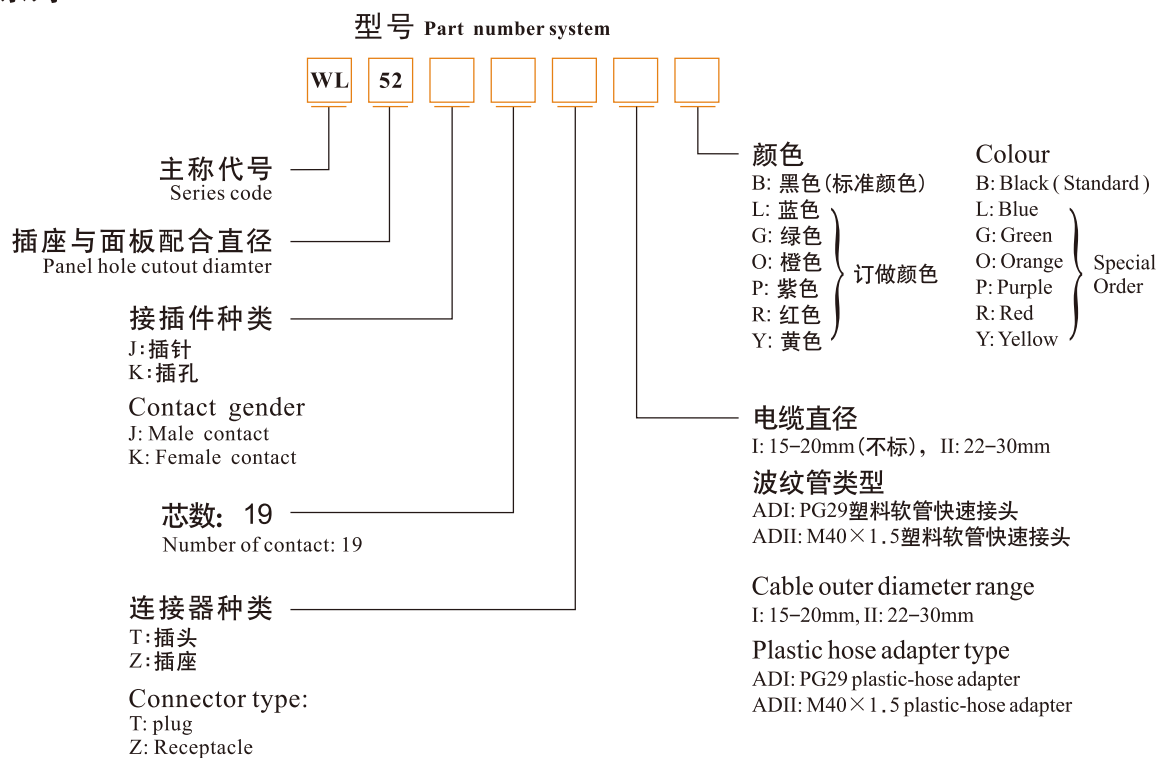 型号 Part number system
WL 52
主称代号
Series code
插座与面板配合直径
Panel hole cutout diamter
接插件种类
J:插针
K:插孔
Contact gender
J: Male contact
K: Female contact
芯数: 19
Number of contact: 19
连接器种类
T:插头
Z:插座
Connector type:
T: plug
Z: Receptacle
颜色
B: 黑色(标准颜色)
L: 蓝色
G: 绿色
O: 橙色
P: 紫色
R: 红色
Y: 黄色
订做颜色
Colour
B: Black ( Standard )
L: Blue
G: Green
O: Orange
P: Purple
R: Red
Y: Yellow
Special
Order
电缆直径
I: 15-20mm(不标), II: 22-30mm
波纹管类型
ADI: PG29塑料软管快速接头
ADII: M40×1.5塑料软管快速接头
Cable outer diameter range
I: 15-20mm, II: 22-30mm
Plastic hose adapter type
ADI: PG29 plastic-hose adapter
ADII: M40×1.5 plastic-hose adapter